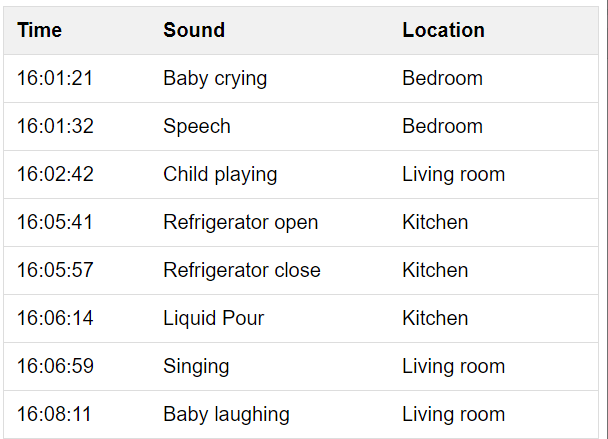 Time Sound Location
16:01:21 Baby crying Bedroom
16:01:32 Speech Bedroom
16:02:42 Child playing Living room
16:05:41 Refrigerator open Kitchen
16:05:57 Refrigerator close Kitchen
16:06:14 Liquid Pour Kitchen
16:06:59 Singing Living room
16:08:11 Baby laughing Living room